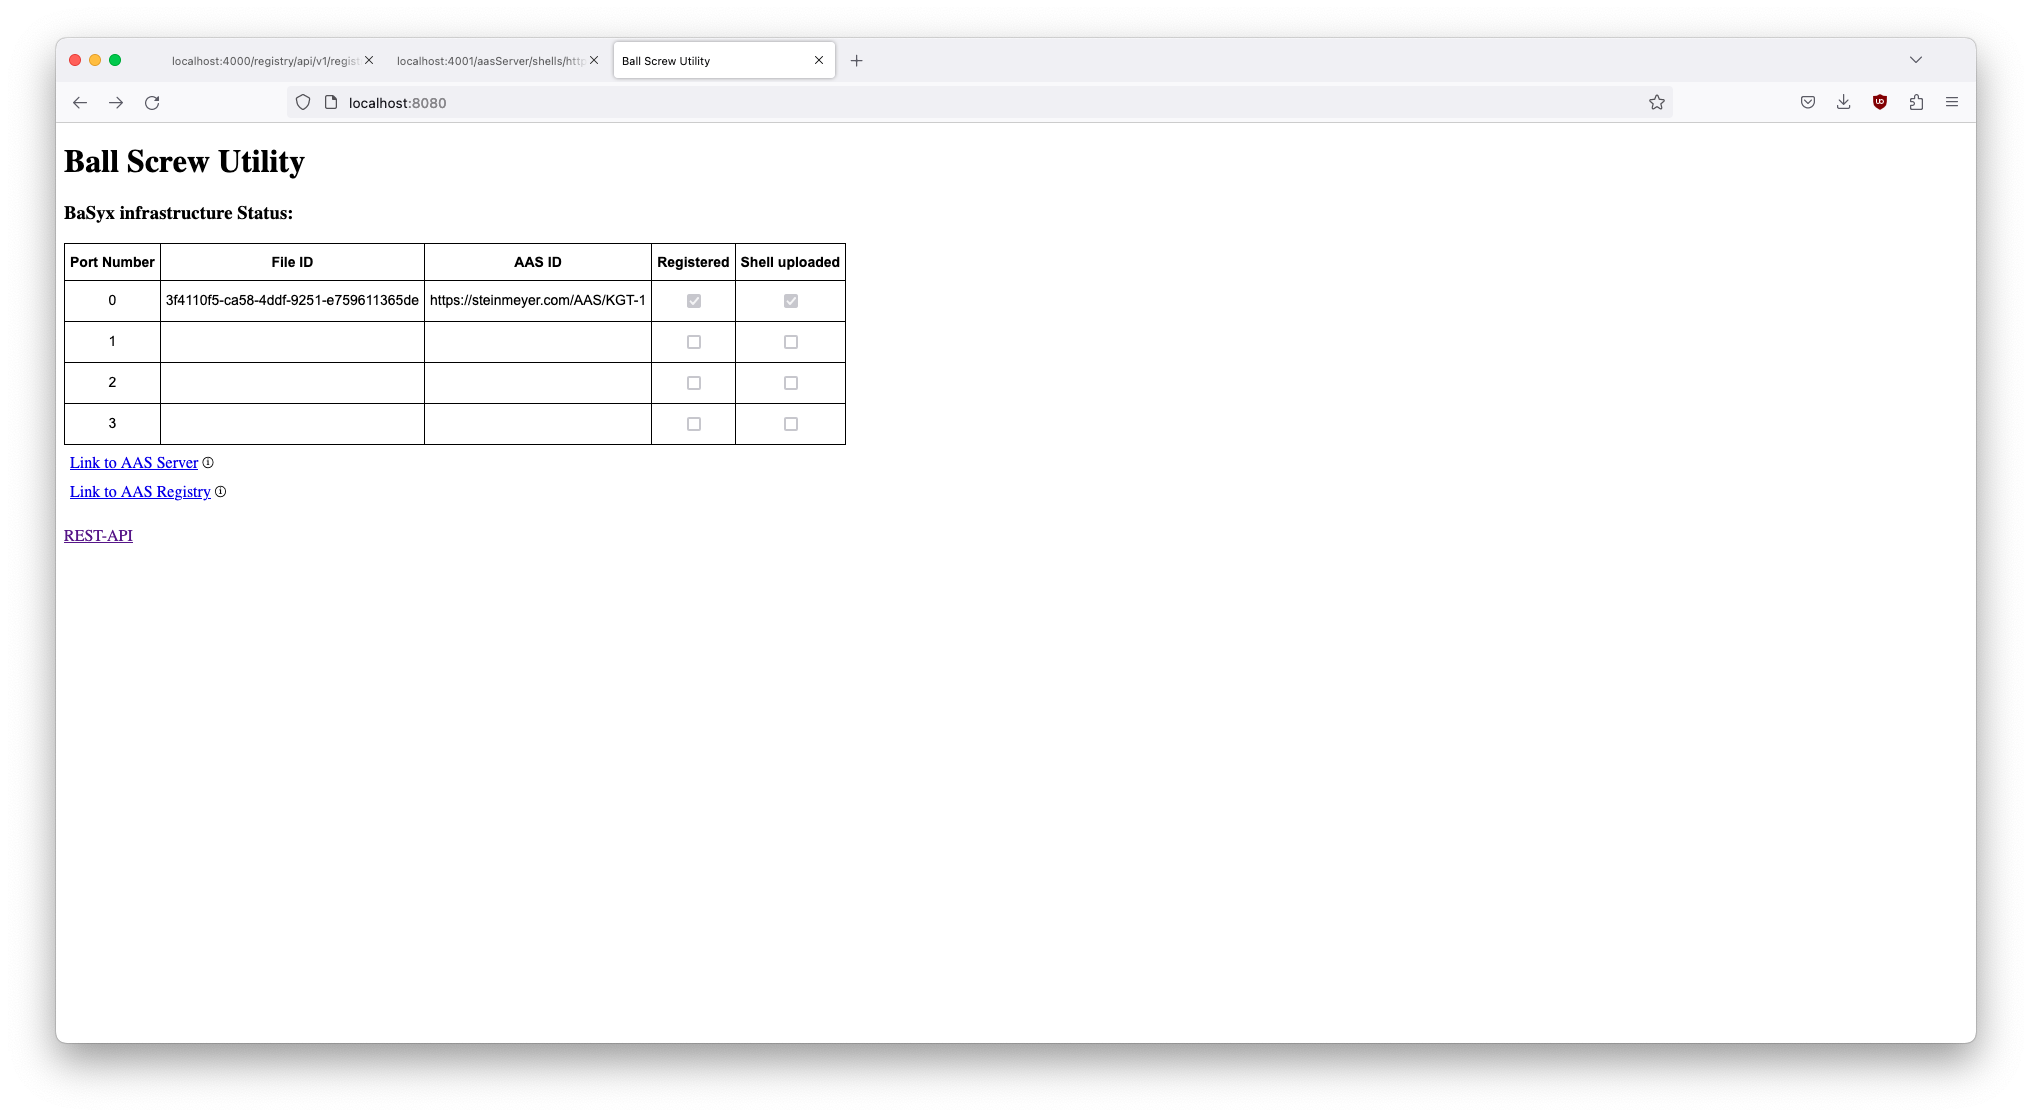 localhost:4000/registry/api/v1/regist
localhost:4001/aasServer/shells/http
Ball Screw Utility
localhost:8080
Ball Screw Utility
BaSyx infrastructure Status:
Port Number File ID AAS ID Registered Shell uploaded
0 3f4110f5-ca58-4ddf-9251-e759611365de https://steinmeyer.com/AAS/KGT-1
1
2
3
Link to AAS Server ⓘ
Link to AAS Registry ⓘ
REST-API